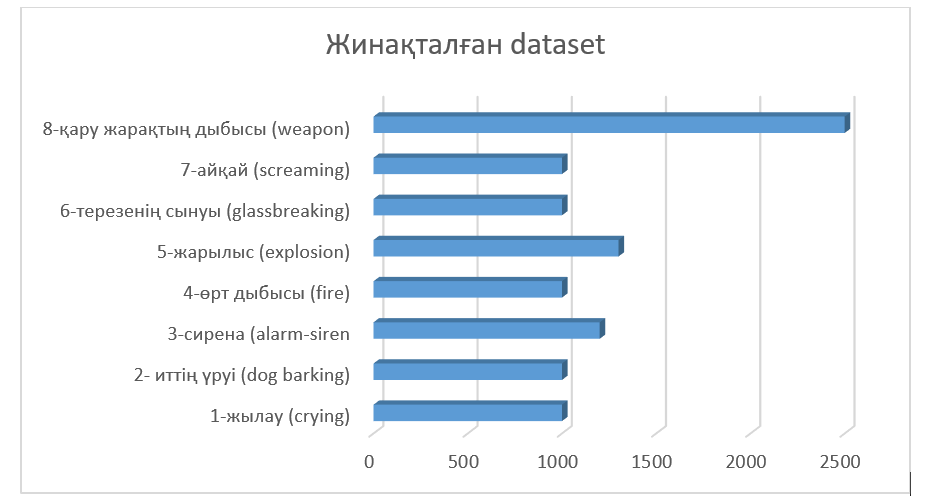 Жинақталған dataset
8-қару жарақтың дыбысы (weapon)
7-айқай (screaming)
6-терезенің сынуы (glassbreaking)
5-жарылыс (explosion)
4-өрт дыбысы (fire)
3-сирена (alarm-siren
2- иттің үруі (dog barking)
1-жылау (crying)
0 500 1000 1500 2000 2500